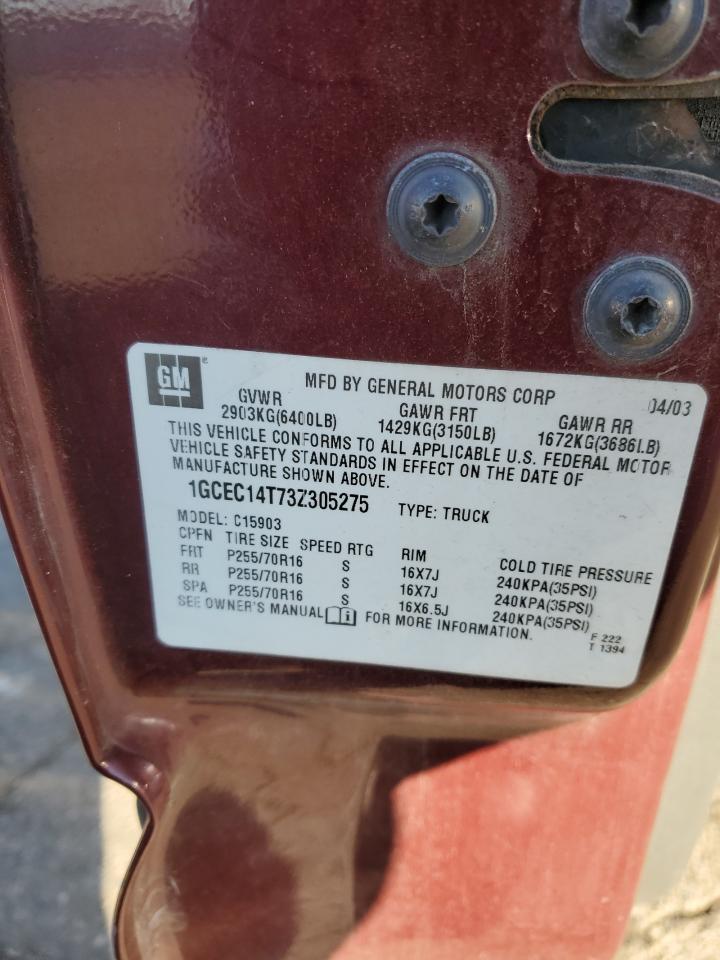 GM
MFD BY GENERAL MOTORS CORP 04/03
GVWR GAWR FRT GAWR RR
2903KG(6400LB) 1429KG(3150LB) 1672KG(3686LB)
THIS VEHICLE CONFORMS TO ALL APPLICABLE U.S. FEDERAL MOTOR
VEHICLE SAFETY STANDARDS IN EFFECT ON THE DATE OF
MANUFACTURE SHOWN ABOVE.
1GCEC14T73Z305275 TYPE: TRUCK
MODEL: C15903
CPFN TIRE SIZE SPEED RTG RIM COLD TIRE PRESSURE
FRT P255/70R16 S 16X7J 240KPA(35PSI)
RR P255/70R16 S 16X7J 240KPA(35PSI)
SPA P255/70R16 S 16X6.5J 240KPA(35PSI)
SEE OWNER'S MANUAL FOR MORE INFORMATION.
F 222
T 1394